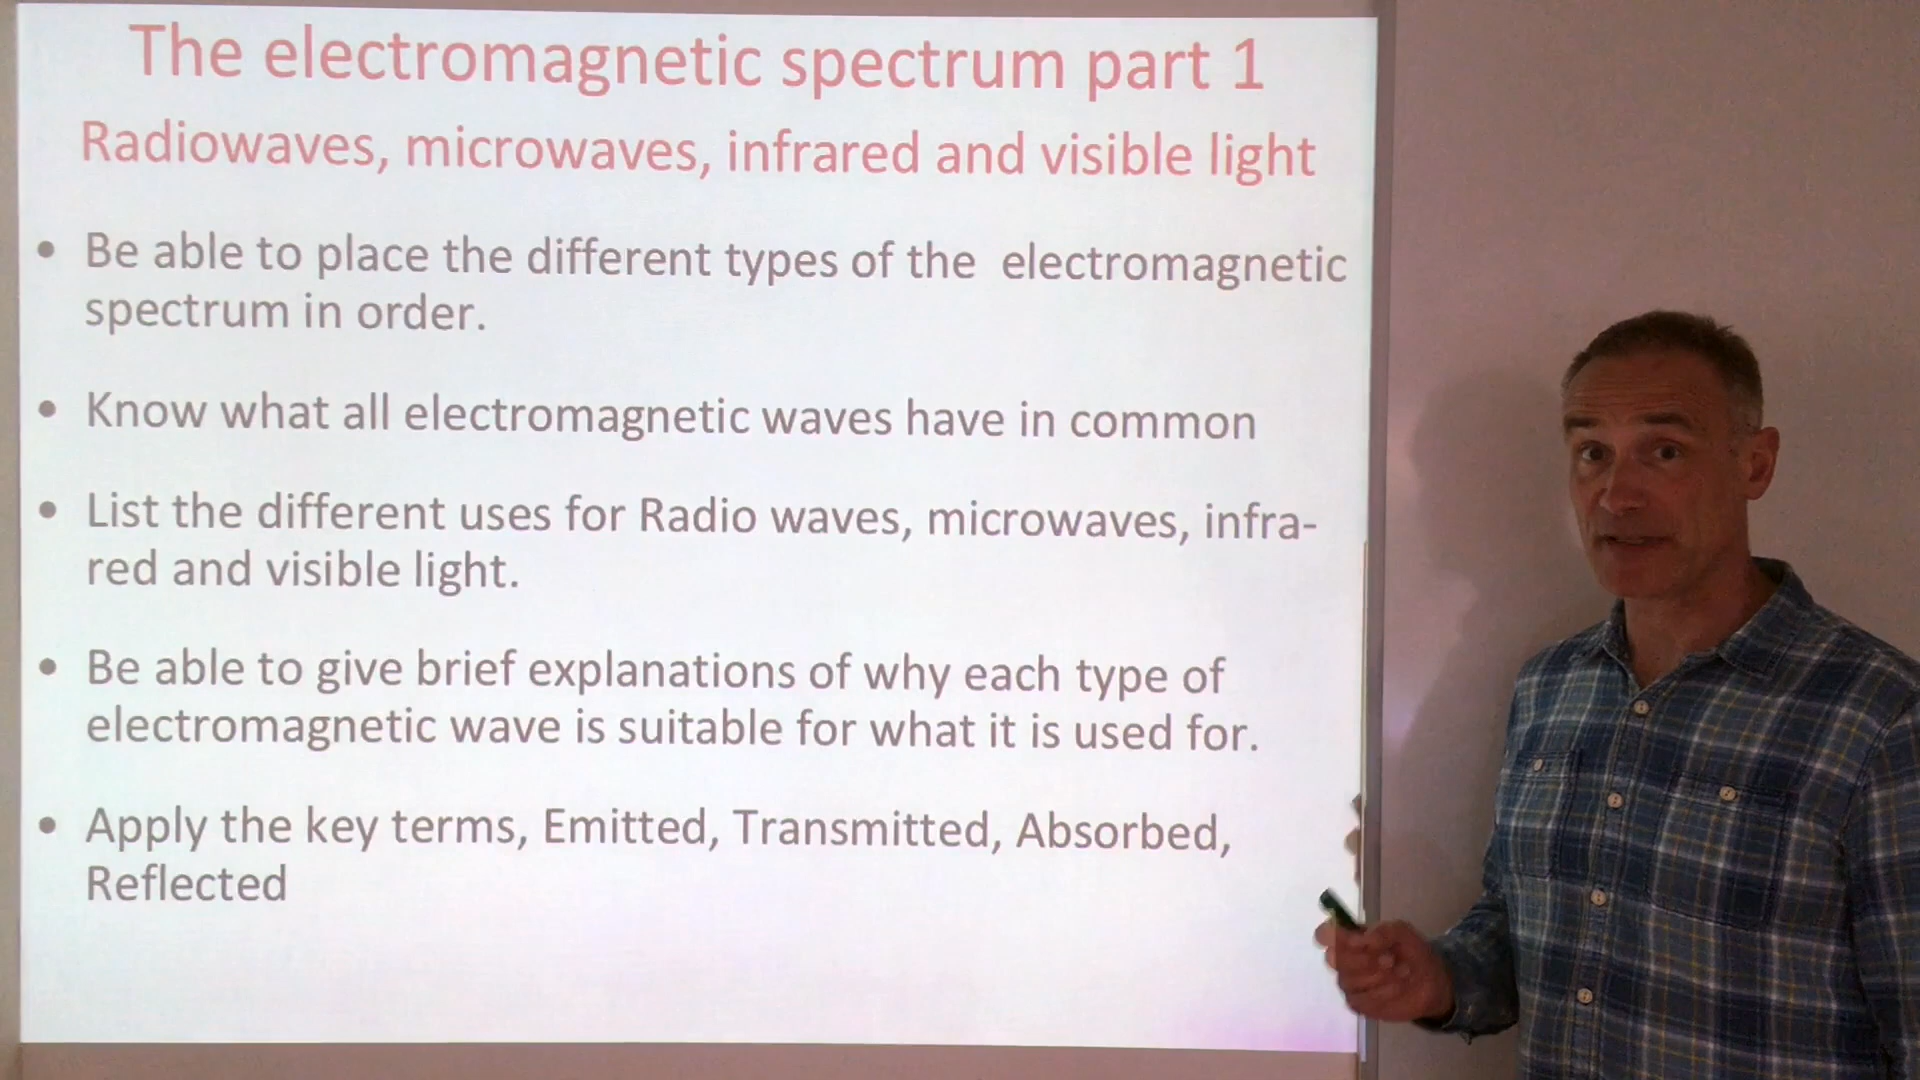 The electromagnetic spectrum part 1
Radiowaves, microwaves, infrared and visible light
• Be able to place the different types of the electromagnetic
spectrum in order.
• Know what all electromagnetic waves have in common
• List the different uses for Radio waves, microwaves, infra-
red and visible light.
• Be able to give brief explanations of why each type of
electromagnetic wave is suitable for what it is used for.
• Apply the key terms, Emitted, Transmitted, Absorbed,
Reflected